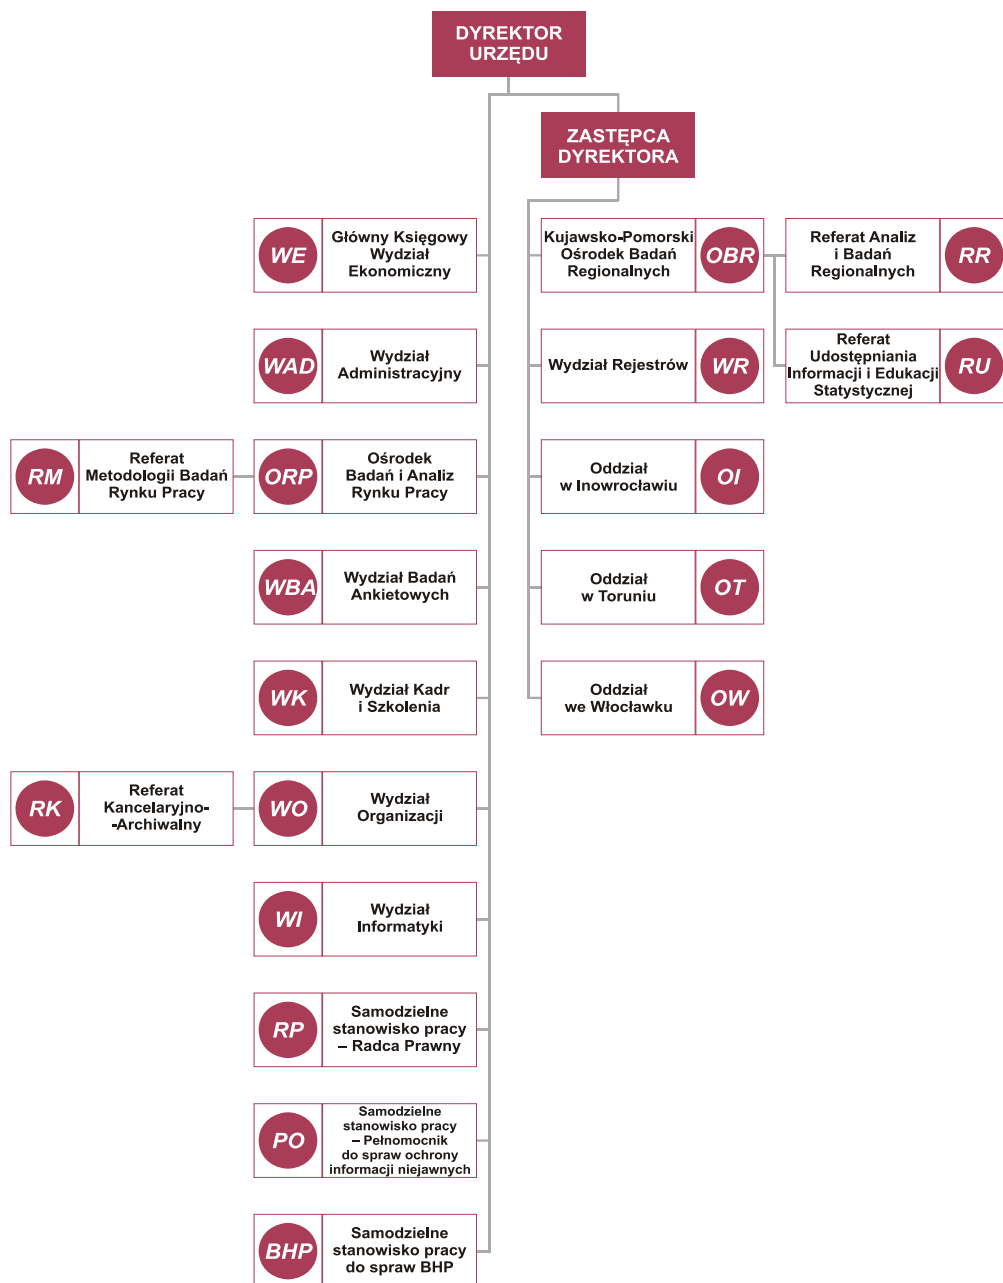 DYREKTOR
URZĘDU
ZASTĘPCA
DYREKTORA
WE
Główny Księgowy
Wydział
Ekonomiczny
Kujawsko-Pomorski
Ośrodek Badań
Regionalnych
OBR
Referat Analiz
i Badań
Regionalnych
RR
WAD
Wydział
Administracyjny
Wydział Rejestrów
WR
Referat
Udostępniania
Informacji i Edukacji
Statystycznej
RU
RM
Referat
Metodologii Badań
Rynku Pracy
ORP
Ośrodek
Badań i Analiz
Rynku Pracy
Oddział
w Inowrocławiu
OI
WBA
Wydział Badań
Ankietowych
Oddział
w Toruniu
OT
WK
Wydział Kadr
i Szkolenia
Oddział
we Włocławku
OW
RK
Referat
Kancelaryjno-
-Archiwalny
WO
Wydział
Organizacji
WI
Wydział
Informatyki
RP
Samodzielne
stanowisko pracy
– Radca Prawny
PO
Samodzielne
stanowisko pracy
– Pełnomocnik
do spraw ochrony
informacji niejawnych
BHP
Samodzielne
stanowisko pracy
do spraw BHP